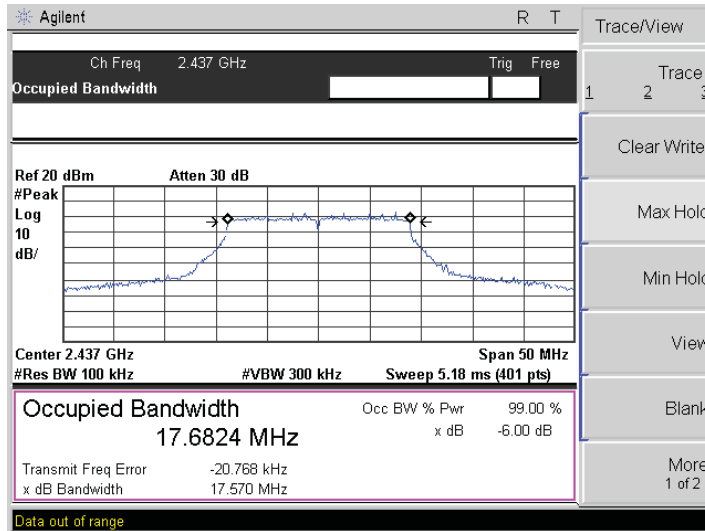 Agilent R T
Ch Freq 2.437 GHz Trig Free
Occupied Bandwidth
Ref 20 dBm Atten 30 dB
#Peak
Log
10
dB/
Center 2.437 GHz Span 50 MHz
#Res BW 100 kHz #VBW 300 kHz Sweep 5.18 ms (401 pts)
Occupied Bandwidth
17.6824 MHz
Occ BW % Pwr 99.00 %
x dB -6.00 dB
Transmit Freq Error -20.768 kHz
x dB Bandwidth 17.570 MHz
Data out of range
Trace/View
Trace
1 2 3
Clear Write
Max Hold
Min Hold
View
Blank
More
1 of 2